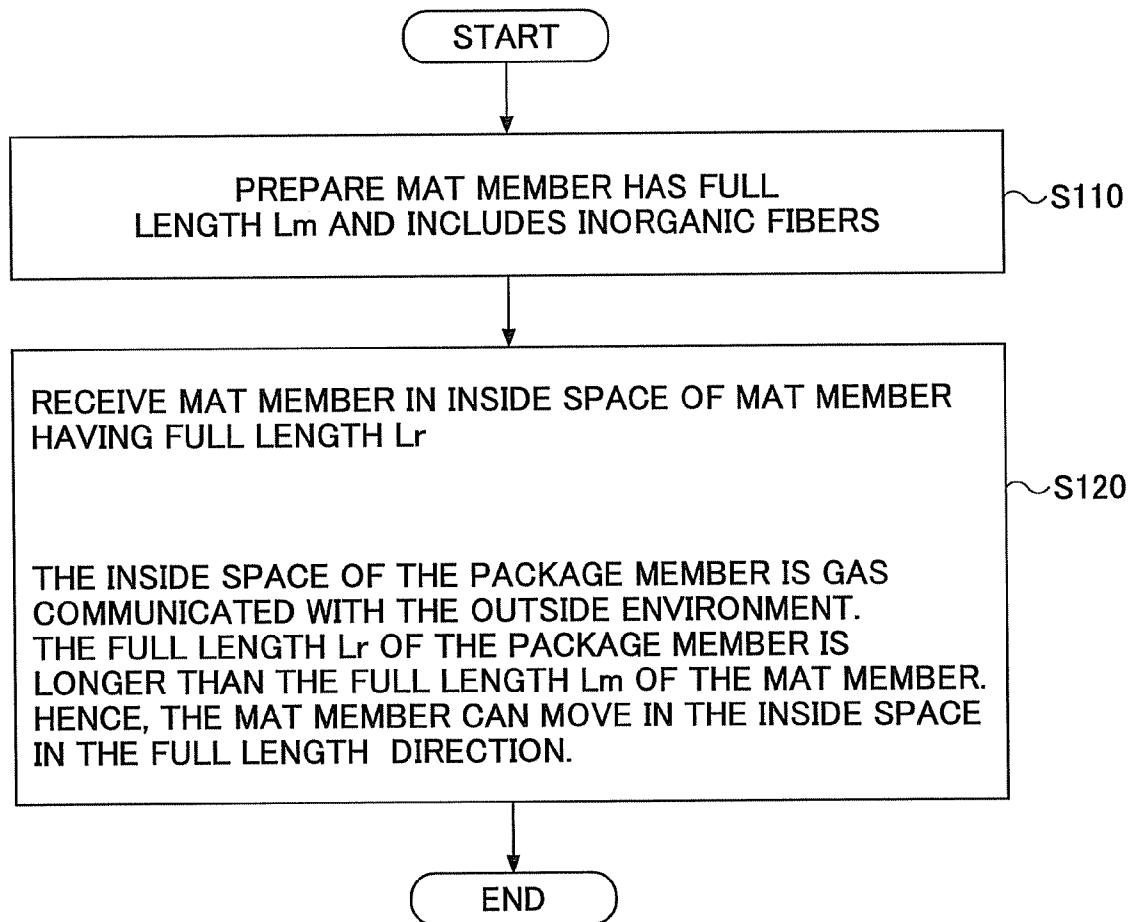 START
PREPARE MAT MEMBER HAS FULL
LENGTH Lm AND INCLUDES INORGANIC FIBERS
S110
RECEIVE MAT MEMBER IN INSIDE SPACE OF MAT MEMBER
HAVING FULL LENGTH Lr
S120
THE INSIDE SPACE OF THE PACKAGE MEMBER IS GAS
COMMUNICATED WITH THE OUTSIDE ENVIRONMENT.
THE FULL LENGTH Lr OF THE PACKAGE MEMBER IS
LONGER THAN THE FULL LENGTH Lm OF THE MAT MEMBER.
HENCE, THE MAT MEMBER CAN MOVE IN THE INSIDE SPACE
IN THE FULL LENGTH DIRECTION.
END